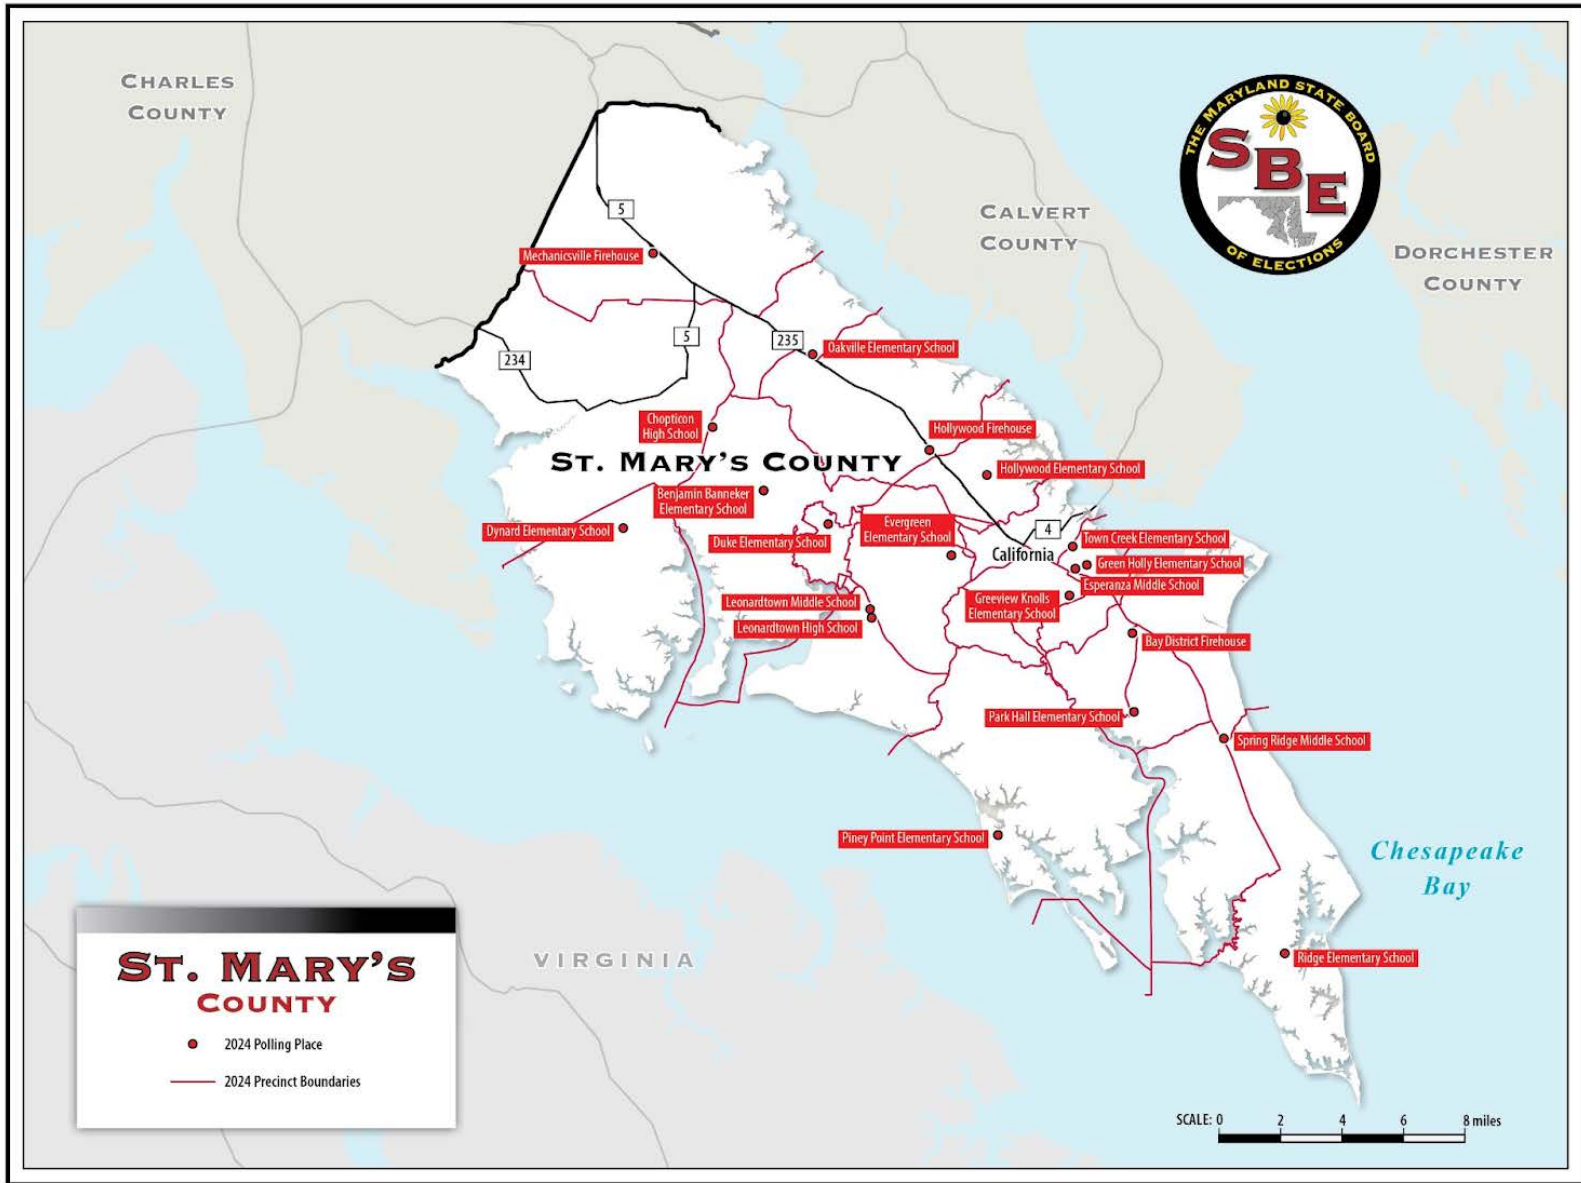 CHARLES
COUNTY
THE MARYLAND STATE BOARD
SBE
OF ELECTIONS
CALVERT
COUNTY
DORCHESTER
COUNTY
5
Mechanicsville Firehouse
5
235
234
Oakville Elementary School
Chopticon
High School
Hollywood Firehouse
ST. MARY'S COUNTY
Hollywood Elementary School
Benjamin Banneker
Elementary School
Dynard Elementary School
Duke Elementary School
Evergreen
Elementary School
4
California
Town Creek Elementary School
Green Holly Elementary School
Esperanza Middle School
Greeview Knolls
Elementary School
Leonardtown Middle School
Leonardtown High School
Bay District Firehouse
Park Hall Elementary School
Spring Ridge Middle School
Piney Point Elementary School
Chesapeake
Bay
VIRGINIA
Ridge Elementary School
ST. MARY'S
COUNTY
2024 Polling Place
2024 Precinct Boundaries
SCALE: 0 2 4 6 8 miles